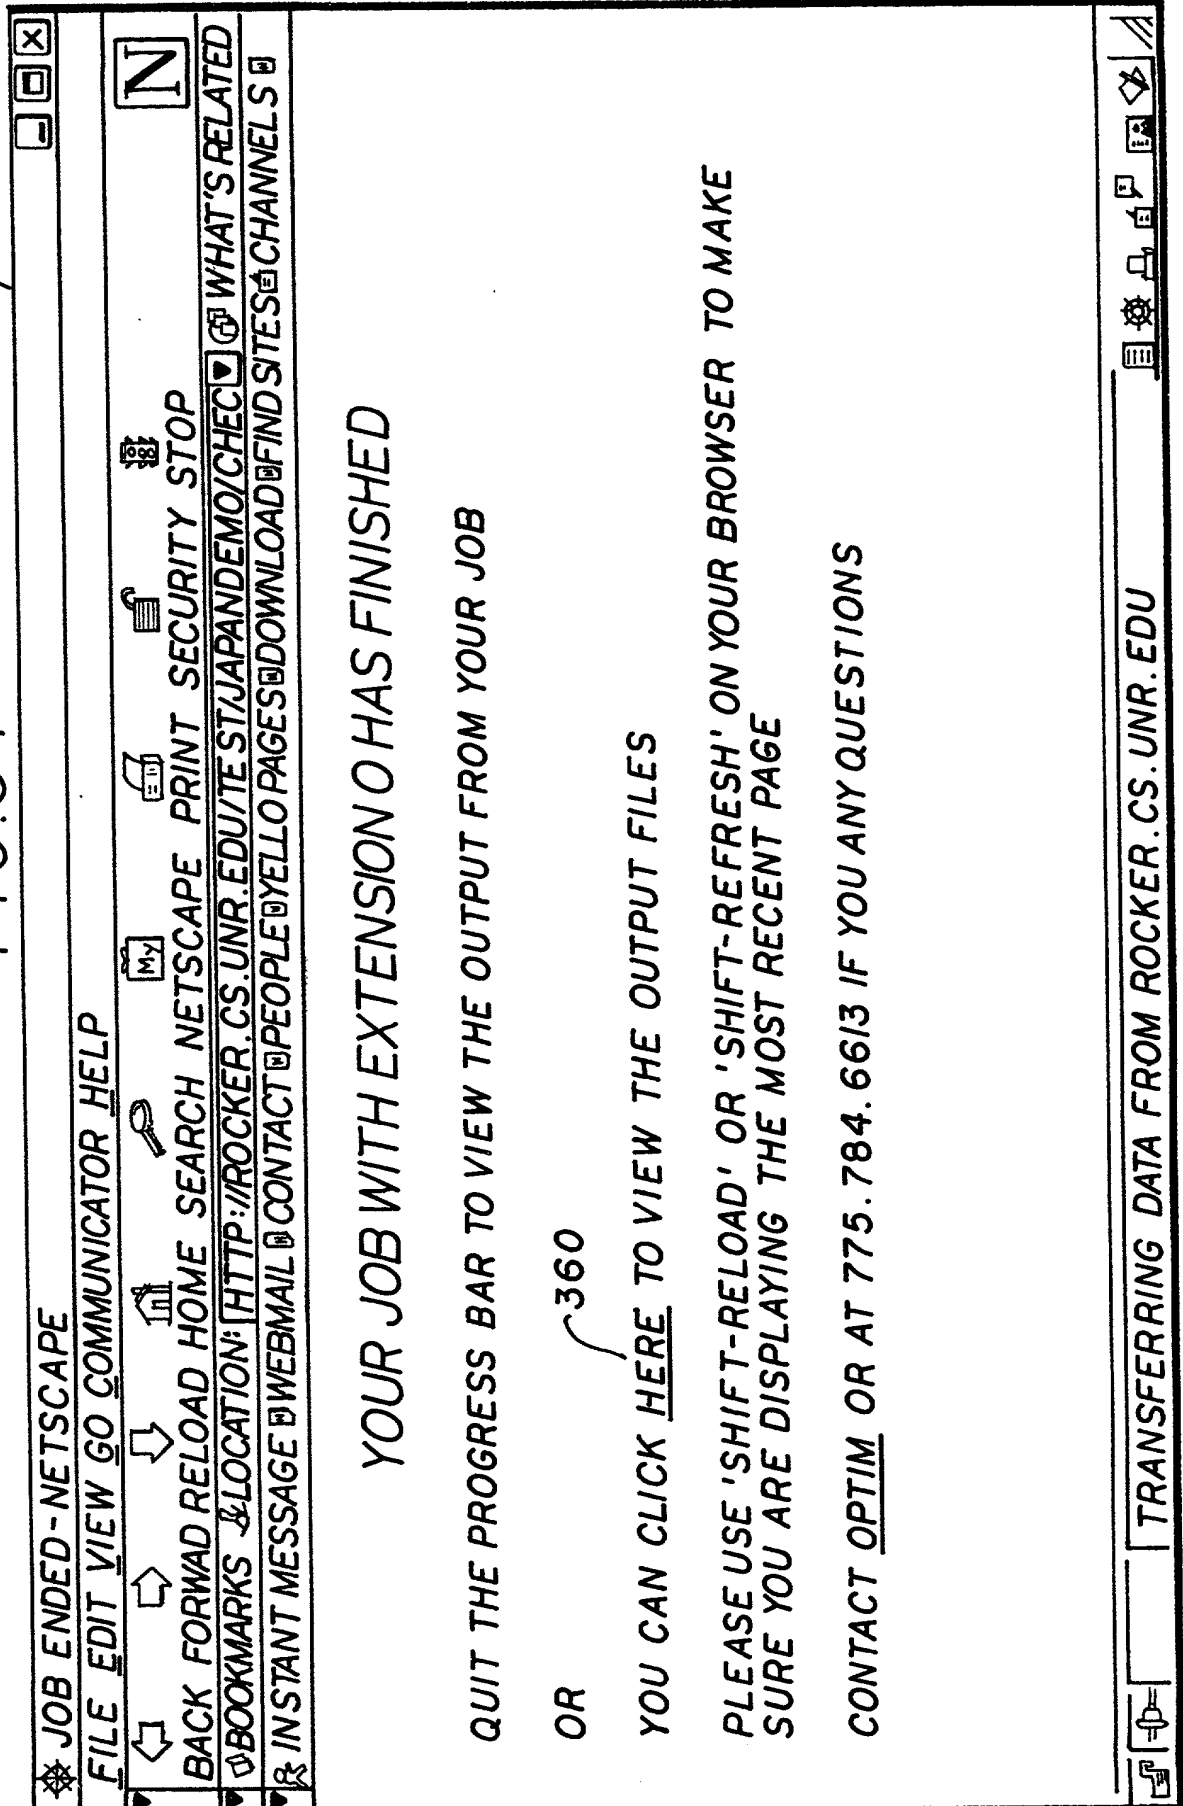 JOB ENDED-NETSCAPE
FILE EDIT VIEW GO COMMUNICATOR HELP
N
My
BACK FORWAD RELOAD HOME SEARCH NETSCAPE PRINT SECURITY STOP
BOOKMARKS & LOCATION: HTTP://ROCKER.CS.UNR.EDU/TEST/JAPANDEMO/CHEC WHAT'S RELATED
INSTANT MESSAGE WEBMAIL CONTACT PEOPLE YELLO PAGES DOWNLOAD FIND SITES CHANNELS
YOUR JOB WITH EXTENSION 0 HAS FINISHED
QUIT THE PROGRESS BAR TO VIEW THE OUTPUT FROM YOUR JOB
OR
360
YOU CAN CLICK HERE TO VIEW THE OUTPUT FILES
PLEASE USE 'SHIFT-RELOAD' OR 'SHIFT-REFRESH' ON YOUR BROWSER TO MAKE
SURE YOU ARE DISPLAYING THE MOST RECENT PAGE
CONTACT OPTIM OR AT 775.784.6613 IF YOU ANY QUESTIONS
TRANSFERRING DATA FROM ROCKER.CS.UNR.EDU